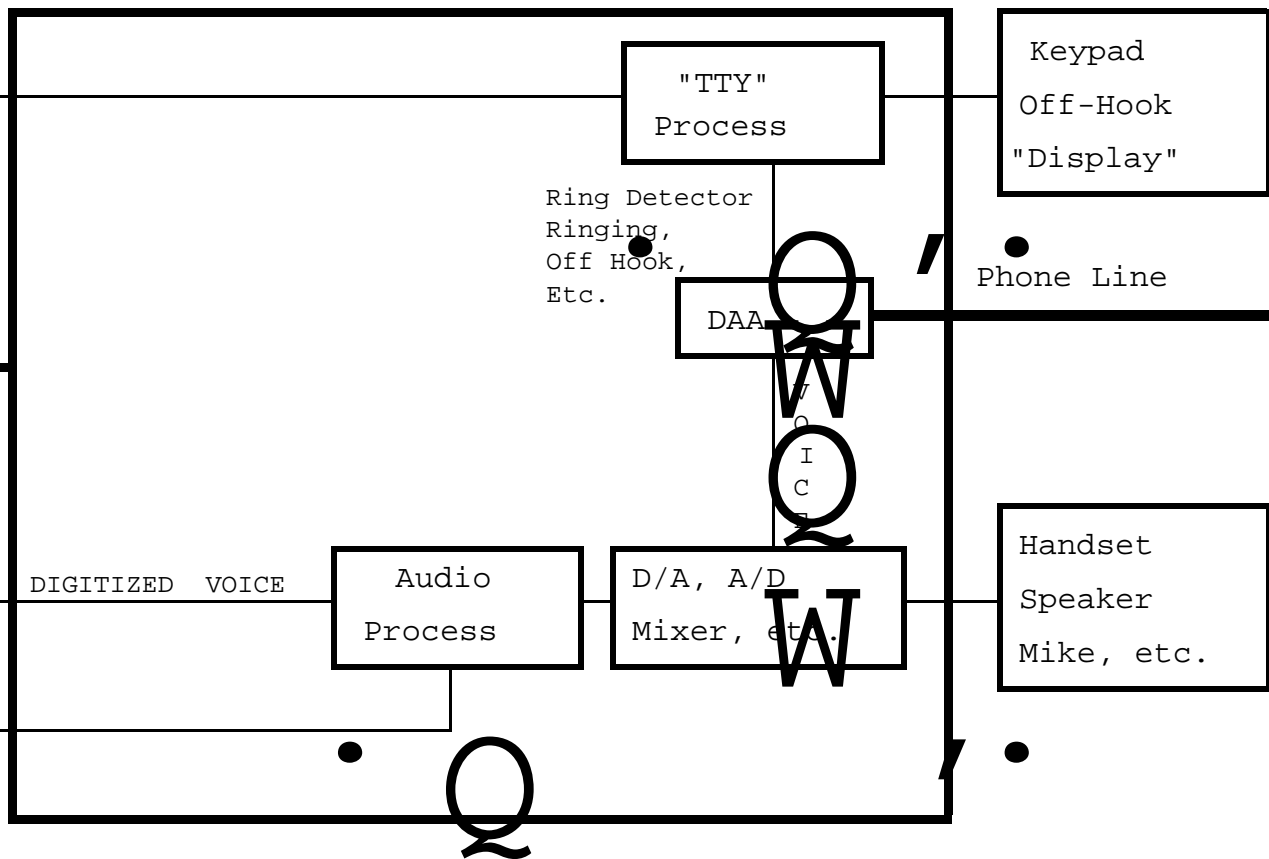 "TTY"
Process
Keypad
Off-Hook
"Display"
Ring Detector
Ringing,
Off Hook,
Etc.
•
Q
,
•
Phone Line
DAA
W
V
O
I
C
E
Q
DIGITIZED VOICE
Audio
Process
D/A, A/D
Mixer, etc.
W
Handset
Speaker
Mike, etc.
•
Q
,
•